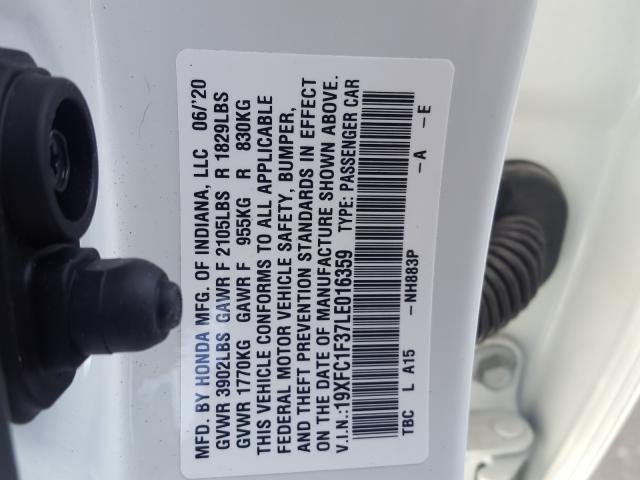 MFD. BY HONDA MFG. OF INDIANA, LLC 06/'20
GVWR 3902LBS GAWR F 2105LBS R 1829LBS
GVWR 1770KG GAWR F 955KG R 830KG
THIS VEHICLE CONFORMS TO ALL APPLICABLE
FEDERAL MOTOR VEHICLE SAFETY, BUMPER,
AND THEFT PREVENTION STANDARDS IN EFFECT
ON THE DATE OF MANUFACTURE SHOWN ABOVE.
V.I.N.:19XFC1F37LE016359 TYPE: PASSENGER CAR
TBC L A15 -NH883P -A -E